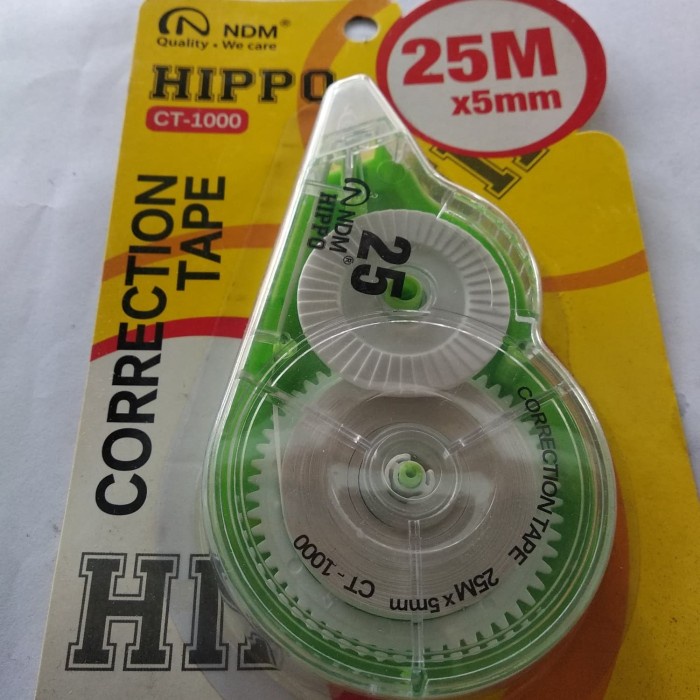 NDM®
Quality • We care
HIPPO
CT-1000
25M
x5mm
CORRECTION
TAPE
NDM®
HIPPO
25
CORRECTION TAPE 25M x 5mm
CT - 1000